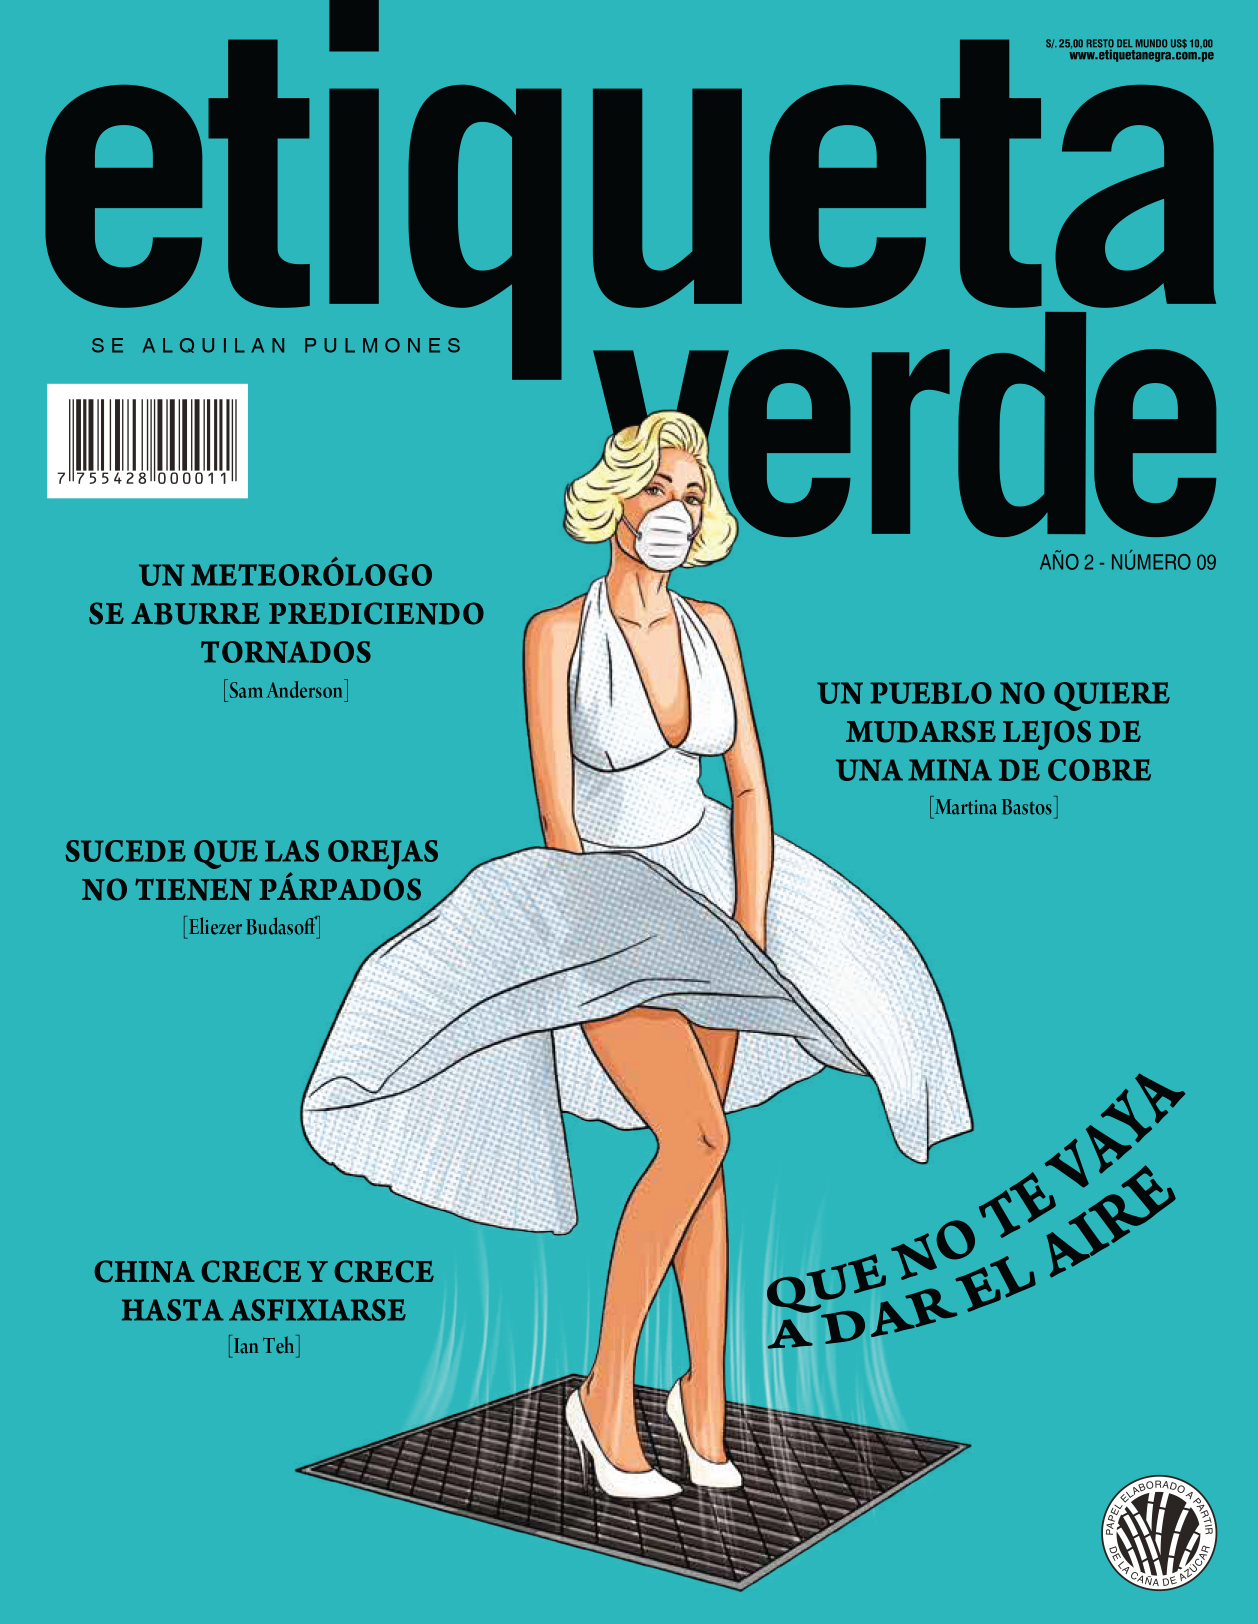 etiqueta
verde
S/. 25,00 RESTO DEL MUNDO US$ 10,00
www.etiquetanegra.com.pe
SE ALQUILAN PULMONES
7 755428 000011
AÑO 2 - NÚMERO 09
UN METEORÓLOGO
SE ABURRE PREDICIENDO
TORNADOS
[Sam Anderson]
UN PUEBLO NO QUIERE
MUDARSE LEJOS DE
UNA MINA DE COBRE
[Martina Bastos]
SUCEDE QUE LAS OREJAS
NO TIENEN PÁRPADOS
[Eliezer Budasoff]
QUE NO TE VAYA
A DAR EL AIRE
CHINA CRECE Y CRECE
HASTA ASFIXIARSE
[Ian Teh]
PAPEL ELABORADO A PARTIR
DE LA CAÑA DE AZÚCAR